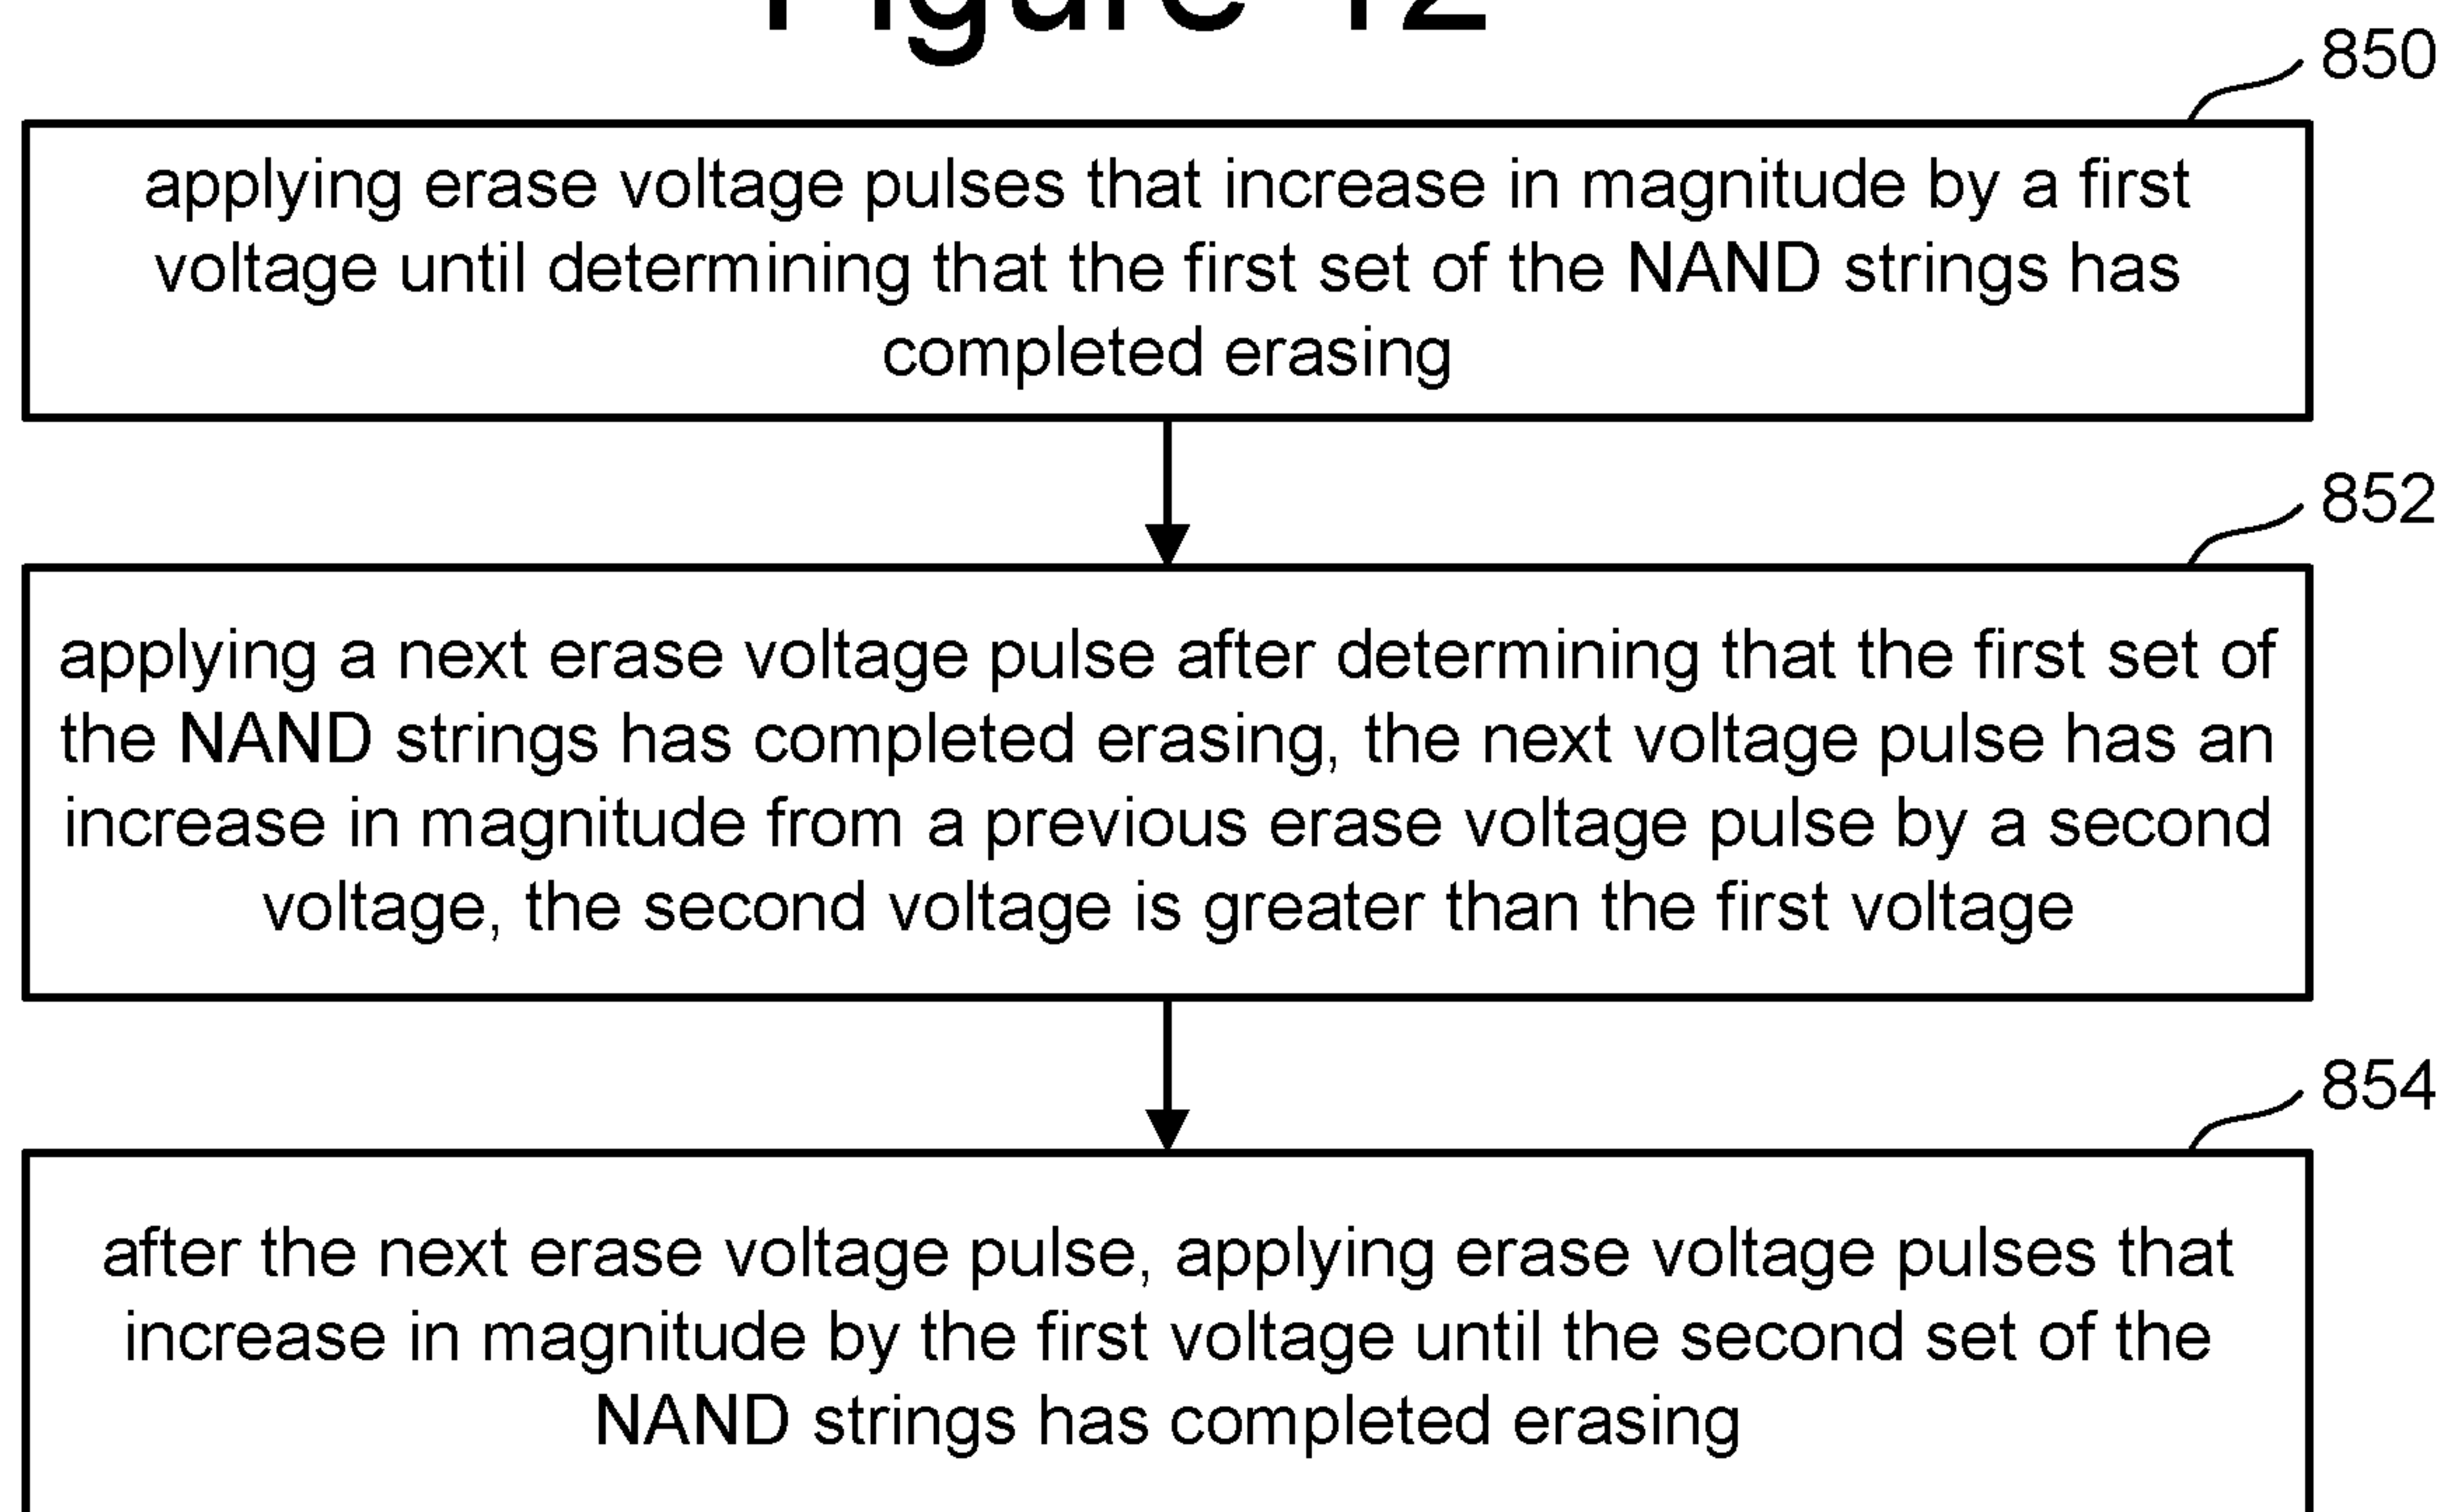 Figure 12
850
applying erase voltage pulses that increase in magnitude by a first
voltage until determining that the first set of the NAND strings has
completed erasing
852
applying a next erase voltage pulse after determining that the first set of
the NAND strings has completed erasing, the next voltage pulse has an
increase in magnitude from a previous erase voltage pulse by a second
voltage, the second voltage is greater than the first voltage
854
after the next erase voltage pulse, applying erase voltage pulses that
increase in magnitude by the first voltage until the second set of the
NAND strings has completed erasing